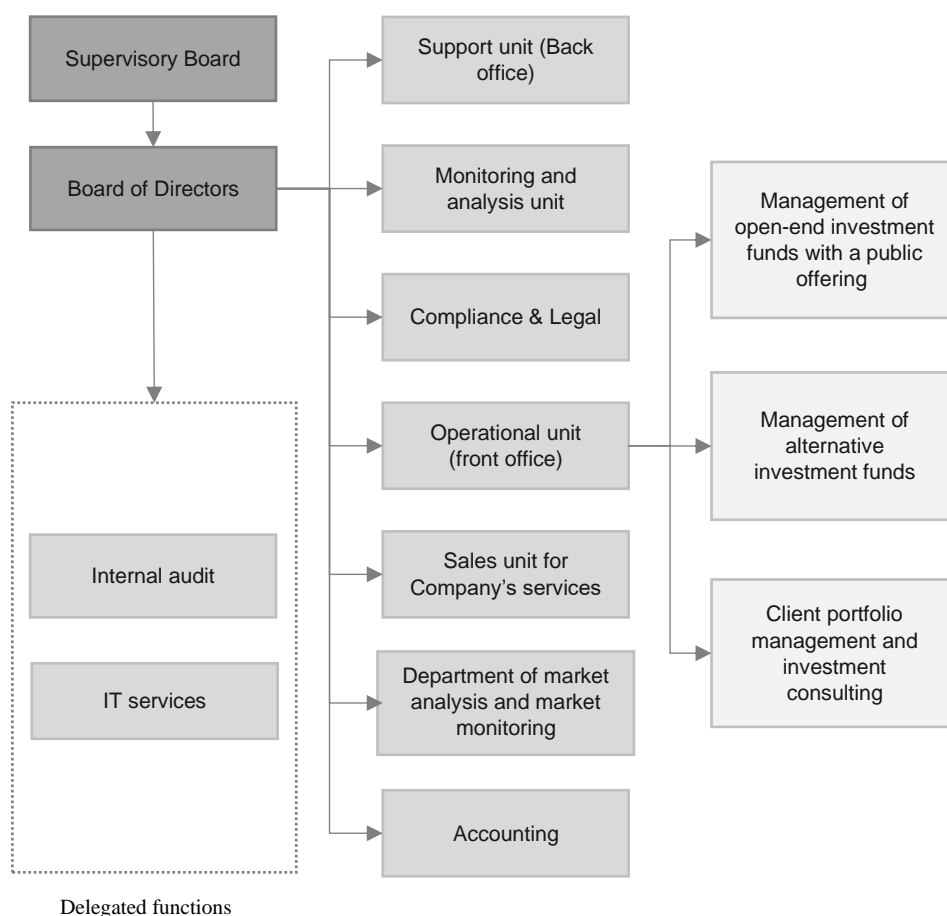 Supervisory Board
Board of Directors
Internal audit
IT services
Delegated functions
Support unit (Back
office)
Monitoring and
analysis unit
Compliance & Legal
Operational unit
(front office)
Sales unit for
Company’s services
Department of market
analysis and market
monitoring
Accounting
Management of
open-end investment
funds with a public
offering
Management of
alternative
investment funds
Client portfolio
management and
investment
consulting